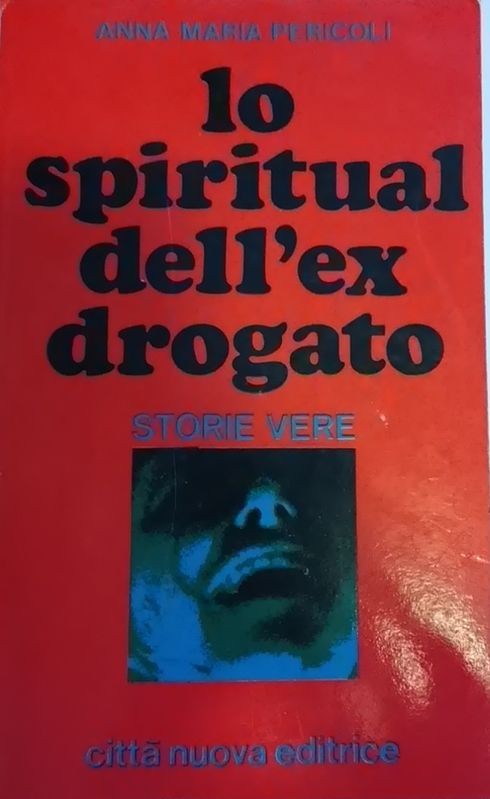 ANNA MARIA PERICOLI
lo
spiritual
dell'ex
drogato
STORIE VERE
città nuova editrice